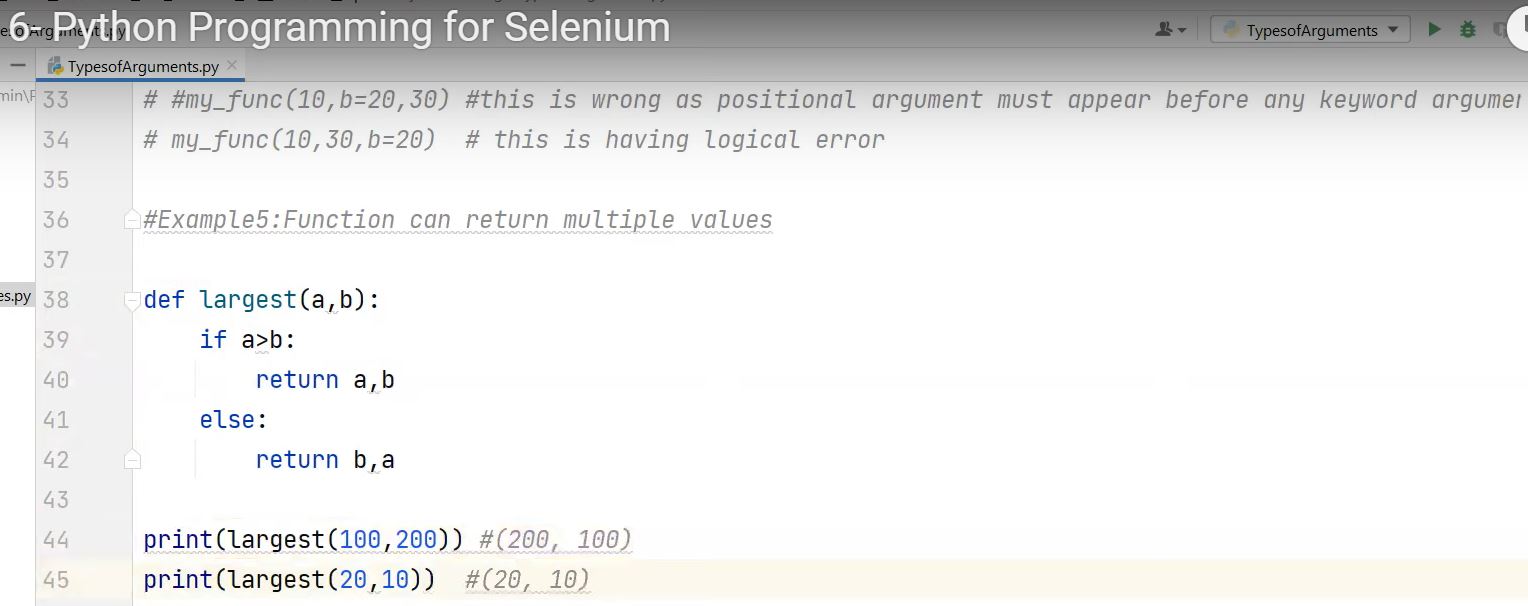 6- Python Programming for Selenium
TypesofArguments
TypesofArguments.py
min\P
33 # #my_func(10,b=20,30) #this is wrong as positional argument must appear before any keyword argumen
34 # my_func(10,30,b=20)  # this is having logical error
35
36 #Example5:Function can return multiple values
37
es.py
38 def largest(a,b):
39     if a>b:
40         return a,b
41     else:
42         return b,a
43
44 print(largest(100,200)) #(200, 100)
45 print(largest(20,10))  #(20, 10)